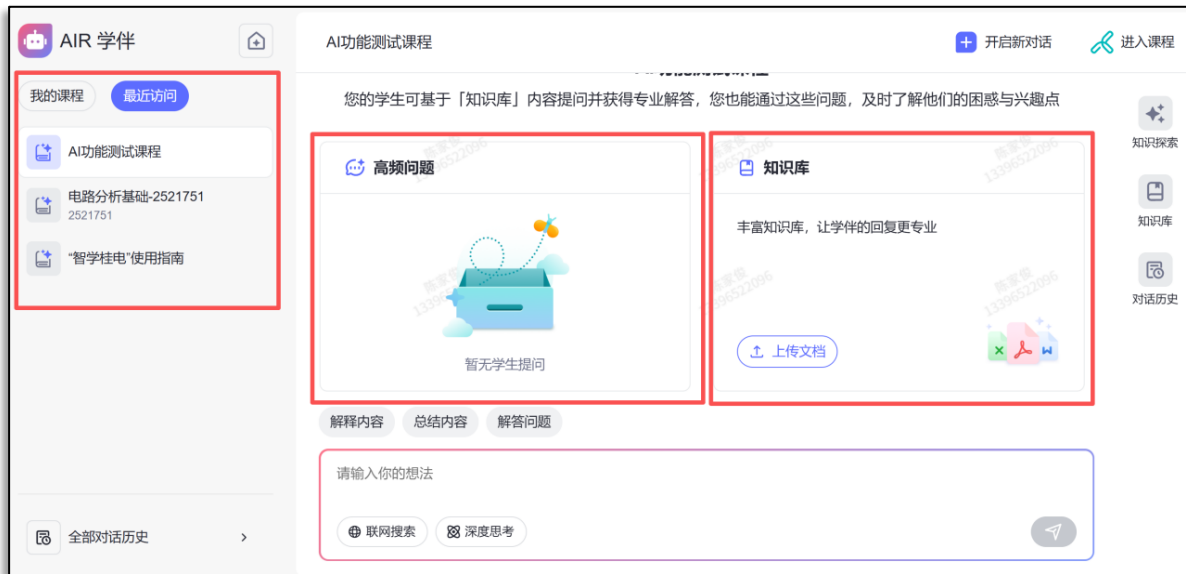 AIR 学伴
我的课程
最近访问
AI功能测试课程
电路分析基础-2521751
2521751
“智学桂电”使用指南
全部对话历史
AI功能测试课程
开启新对话
进入课程
您的学生可基于「知识库」内容提问并获得专业解答，您也能通过这些问题，及时了解他们的困惑与兴趣点
高频问题
暂无学生提问
知识库
丰富知识库，让学伴的回复更专业
上传文档
解释内容
总结内容
解答问题
请输入你的想法
联网搜索
深度思考
知识探索
知识库
对话历史
陈家俊
13396522096